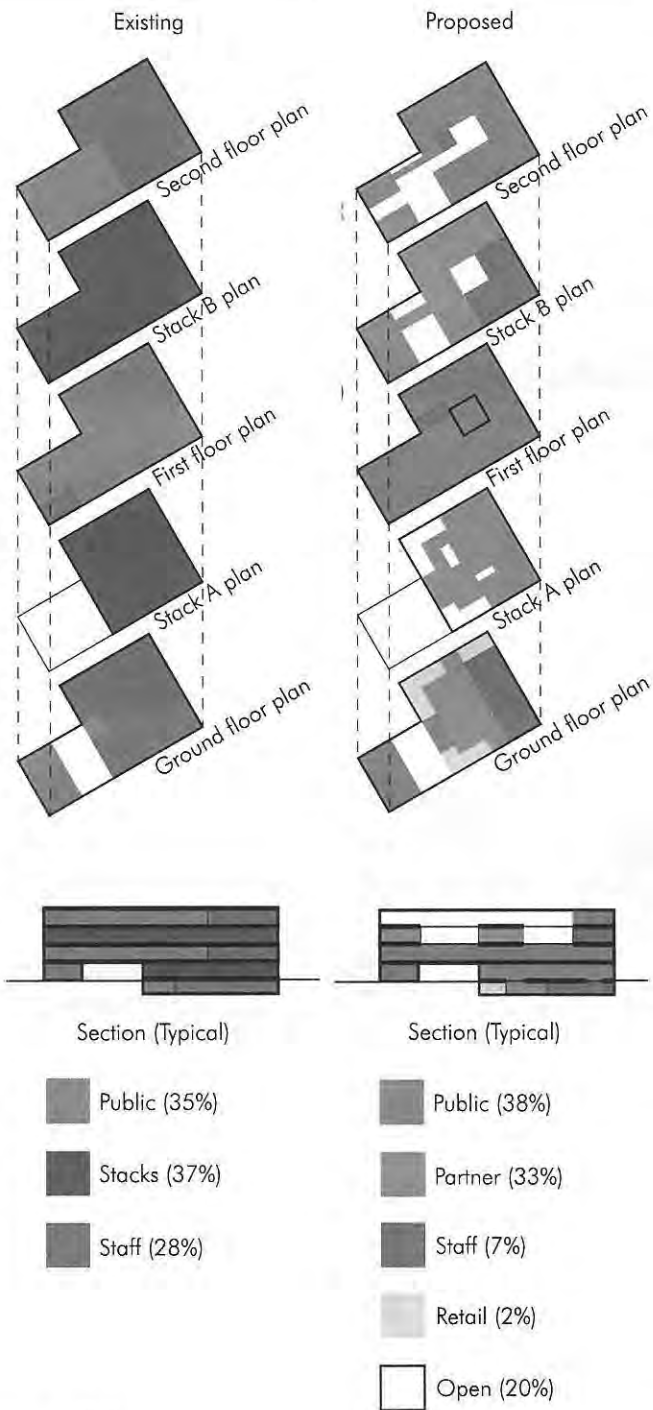 Existing
Second floor plan
Stack B plan
First floor plan
Stack A plan
Ground floor plan
Section (Typical)
Public (35%)
Stacks (37%)
Staff (28%)
Proposed
Second floor plan
Stack B plan
First floor plan
Stack A plan
Ground floor plan
Section (Typical)
Public (38%)
Partner (33%)
Staff (7%)
Retail (2%)
Open (20%)